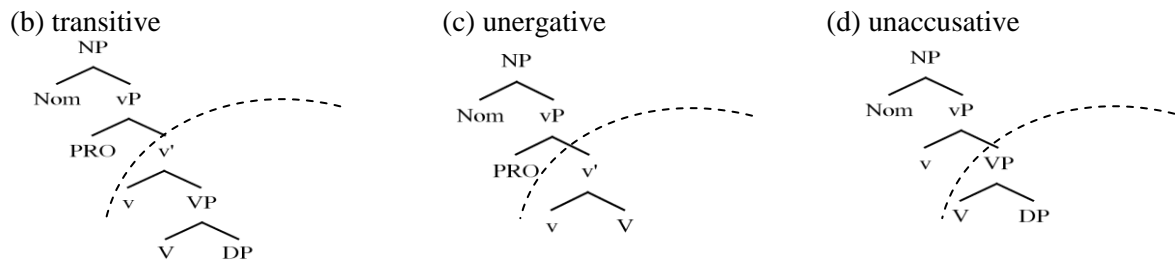 (b) transitive (c) unergative (d) unaccusative
NP NP NP
Nom vP Nom vP Nom vP
PRO v' PRO v' v VP
v VP v V V DP
V DP